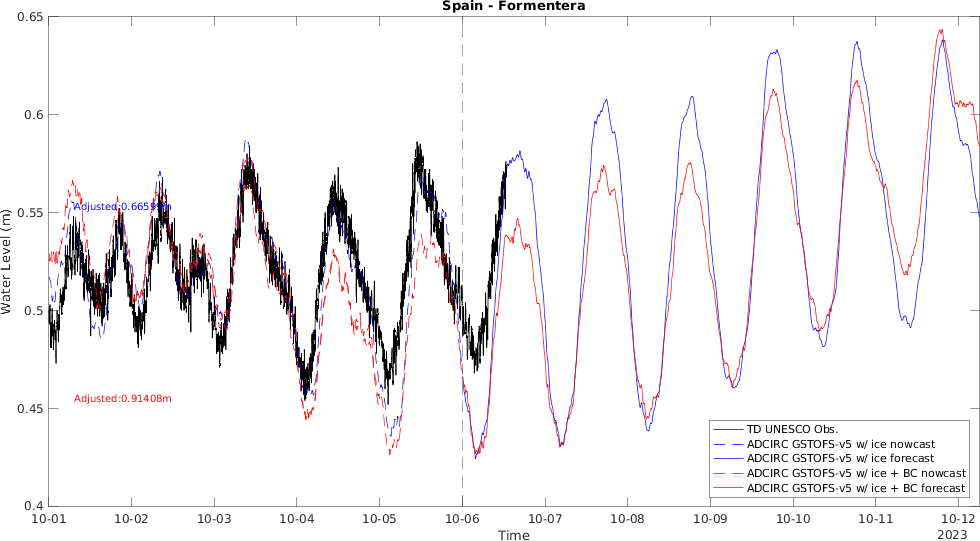 Spain - Formentera
0.65
0.6
0.55
0.5
0.45
0.4
Water Level (m)
Adjusted:0.6659 m
Adjusted:0.91408m
TD UNESCO Obs.
ADCIRC GSTOFS-v5 w/ ice nowcast
ADCIRC GSTOFS-v5 w/ ice forecast
ADCIRC GSTOFS-v5 w/ ice + BC nowcast
ADCIRC GSTOFS-v5 w/ ice + BC forecast
10-01 10-02 10-03 10-04 10-05 10-06 10-07 10-08 10-09 10-10 10-11 10-12
Time
2023